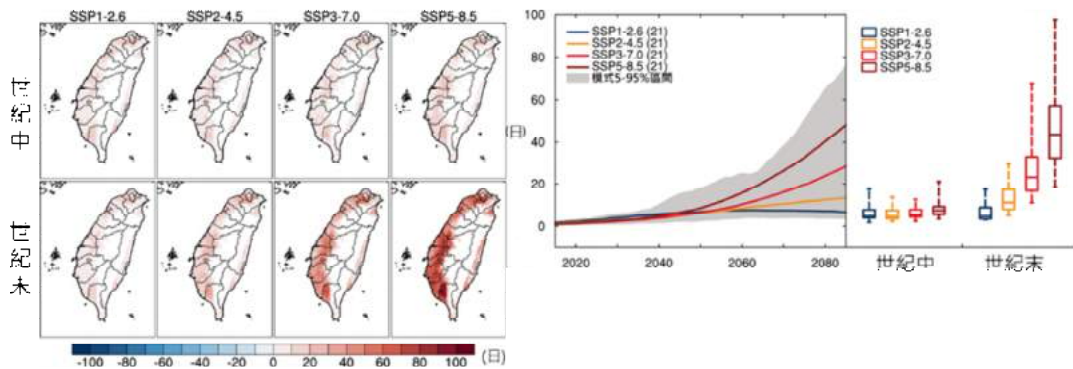 SSP1-2.6 SSP2-4.5 SSP3-7.0 SSP5-8.5
世紀中
世紀末
-100 -80 -60 -40 -20 0 20 40 60 80 100 (日)
100
80
60
40
20
0
(日)
SSP1-2.6 (21)
SSP2-4.5 (21)
SSP3-7.0 (21)
SSP5-8.5 (21)
模式5-95%區間
2020 2040 2060 2080
SSP1-2.6
SSP2-4.5
SSP3-7.0
SSP5-8.5
世紀中 世紀末